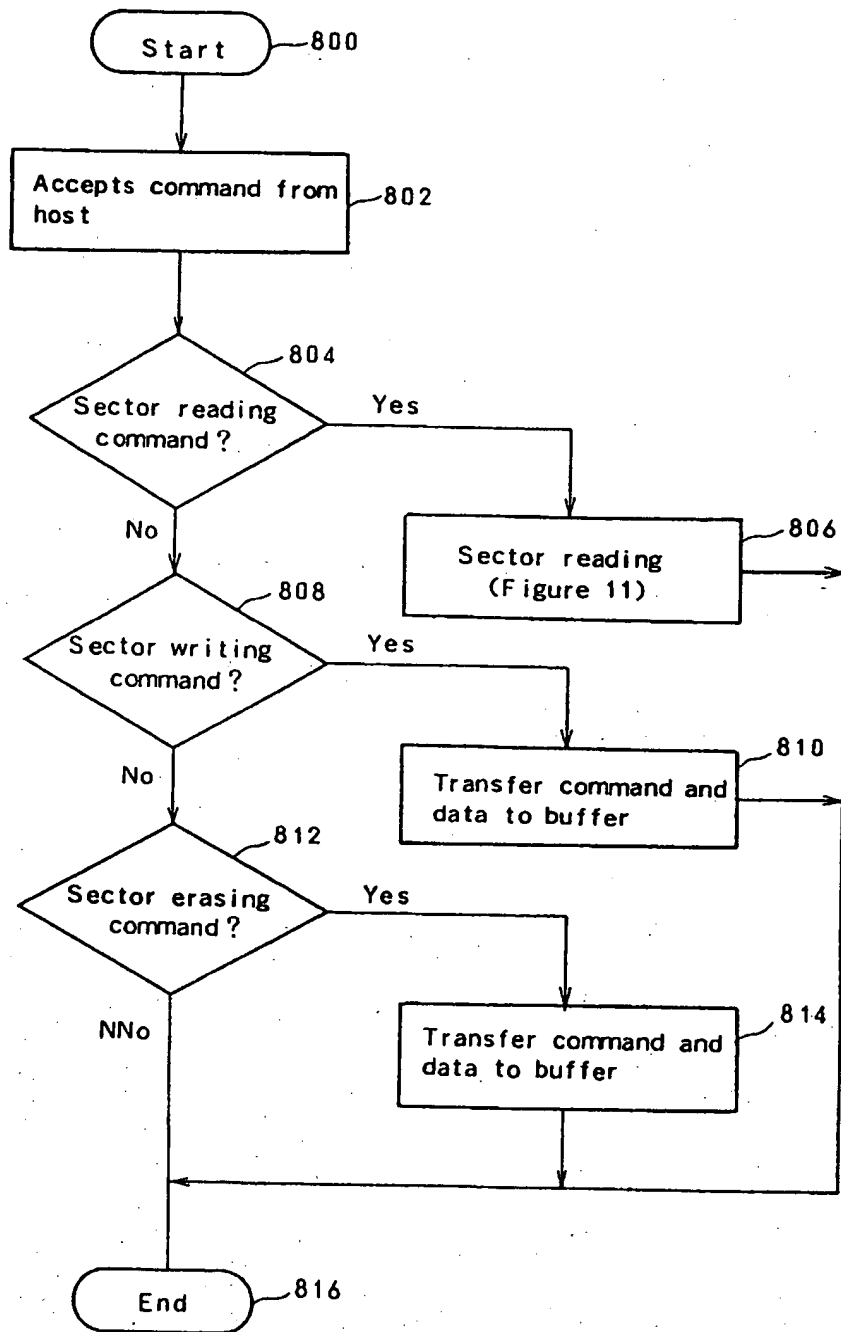 Start
800
Accepts command from
host
802
804
Sector reading
command?
Yes
No
Sector reading
(Figure 11)
806
808
Sector writing
command?
Yes
No
Transfer command and
data to buffer
810
812
Sector erasing
command?
Yes
NNo
Transfer command and
data to buffer
814
End
816